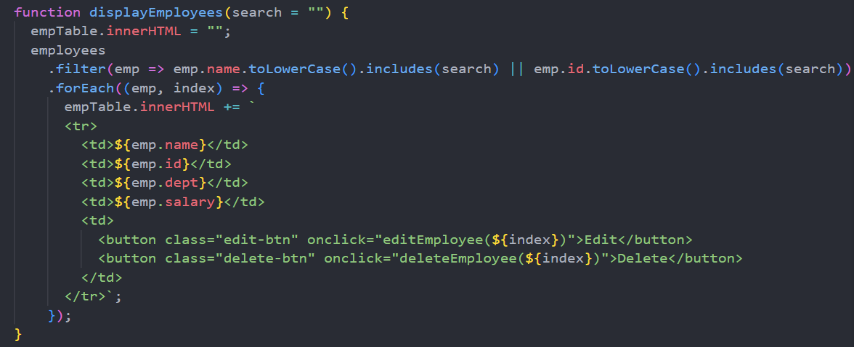 function displayEmployees(search = "") {
  empTable.innerHTML = "";
  employees
    .filter(emp => emp.name.toLowerCase().includes(search) || emp.id.toLowerCase().includes(search))
    .forEach((emp, index) => {
      empTable.innerHTML += `
      <tr>
        <td>${emp.name}</td>
        <td>${emp.id}</td>
        <td>${emp.dept}</td>
        <td>${emp.salary}</td>
        <td>
          <button class="edit-btn" onclick="editEmployee(${index})">Edit</button>
          <button class="delete-btn" onclick="deleteEmployee(${index})">Delete</button>
        </td>
      </tr>`;
    });
}